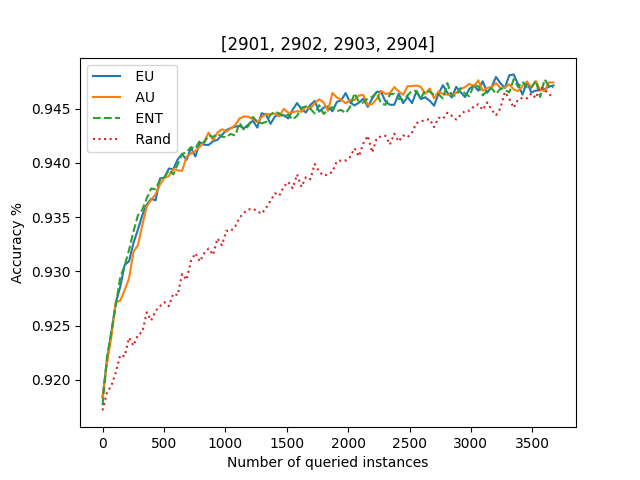 [2901, 2902, 2903, 2904]
EU
AU
ENT
Rand
Accuracy %
0.945
0.940
0.935
0.930
0.925
0.920
0 500 1000 1500 2000 2500 3000 3500
Number of queried instances